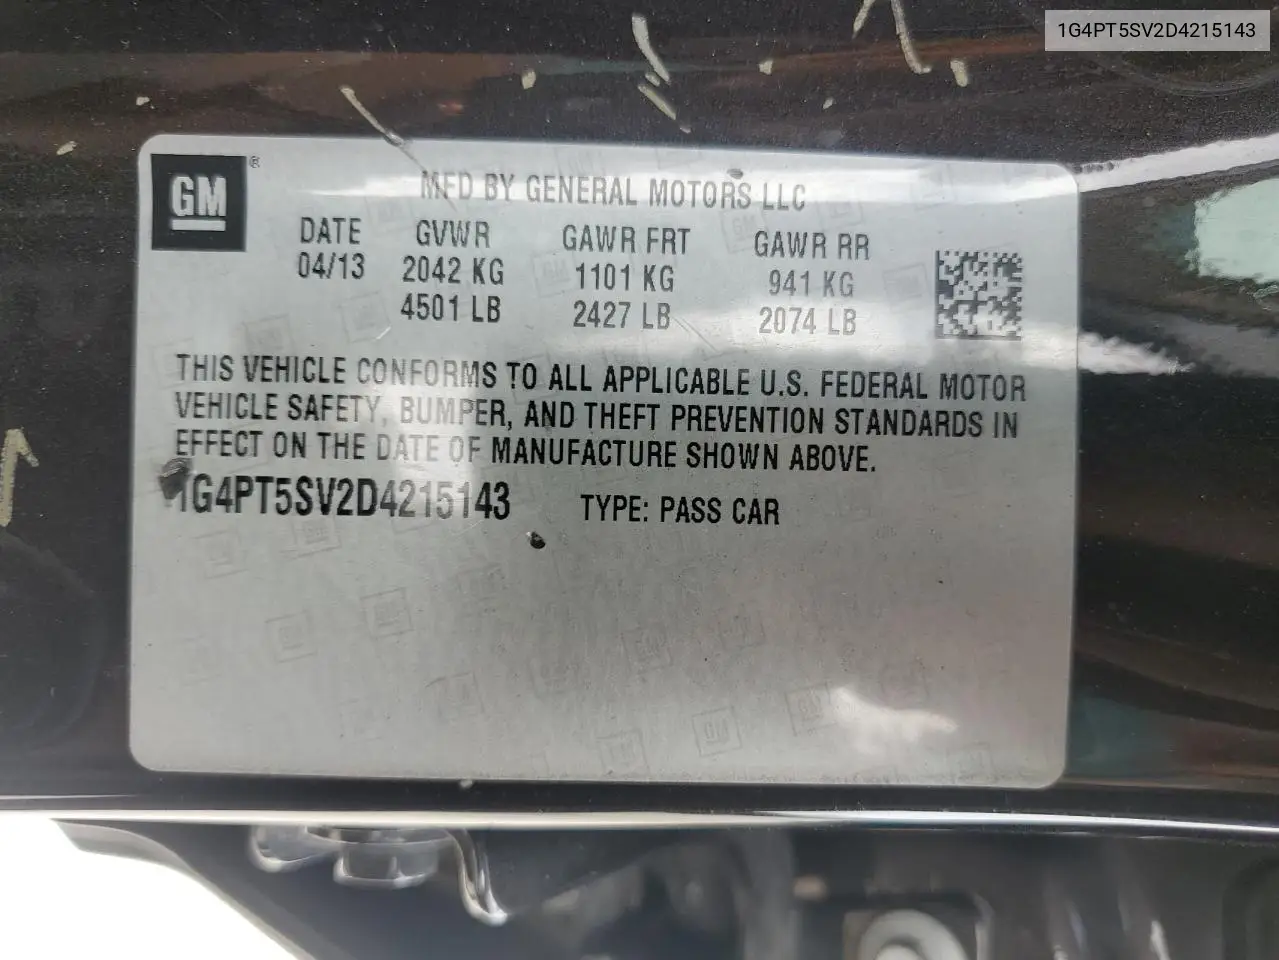 1G4PT5SV2D4215143
GM®
MFD BY GENERAL MOTORS LLC
DATE GVWR GAWR FRT GAWR RR
04/13 2042 KG 1101 KG 941 KG
4501 LB 2427 LB 2074 LB
THIS VEHICLE CONFORMS TO ALL APPLICABLE U.S. FEDERAL MOTOR
VEHICLE SAFETY, BUMPER, AND THEFT PREVENTION STANDARDS IN
EFFECT ON THE DATE OF MANUFACTURE SHOWN ABOVE.
1G4PT5SV2D4215143 TYPE: PASS CAR